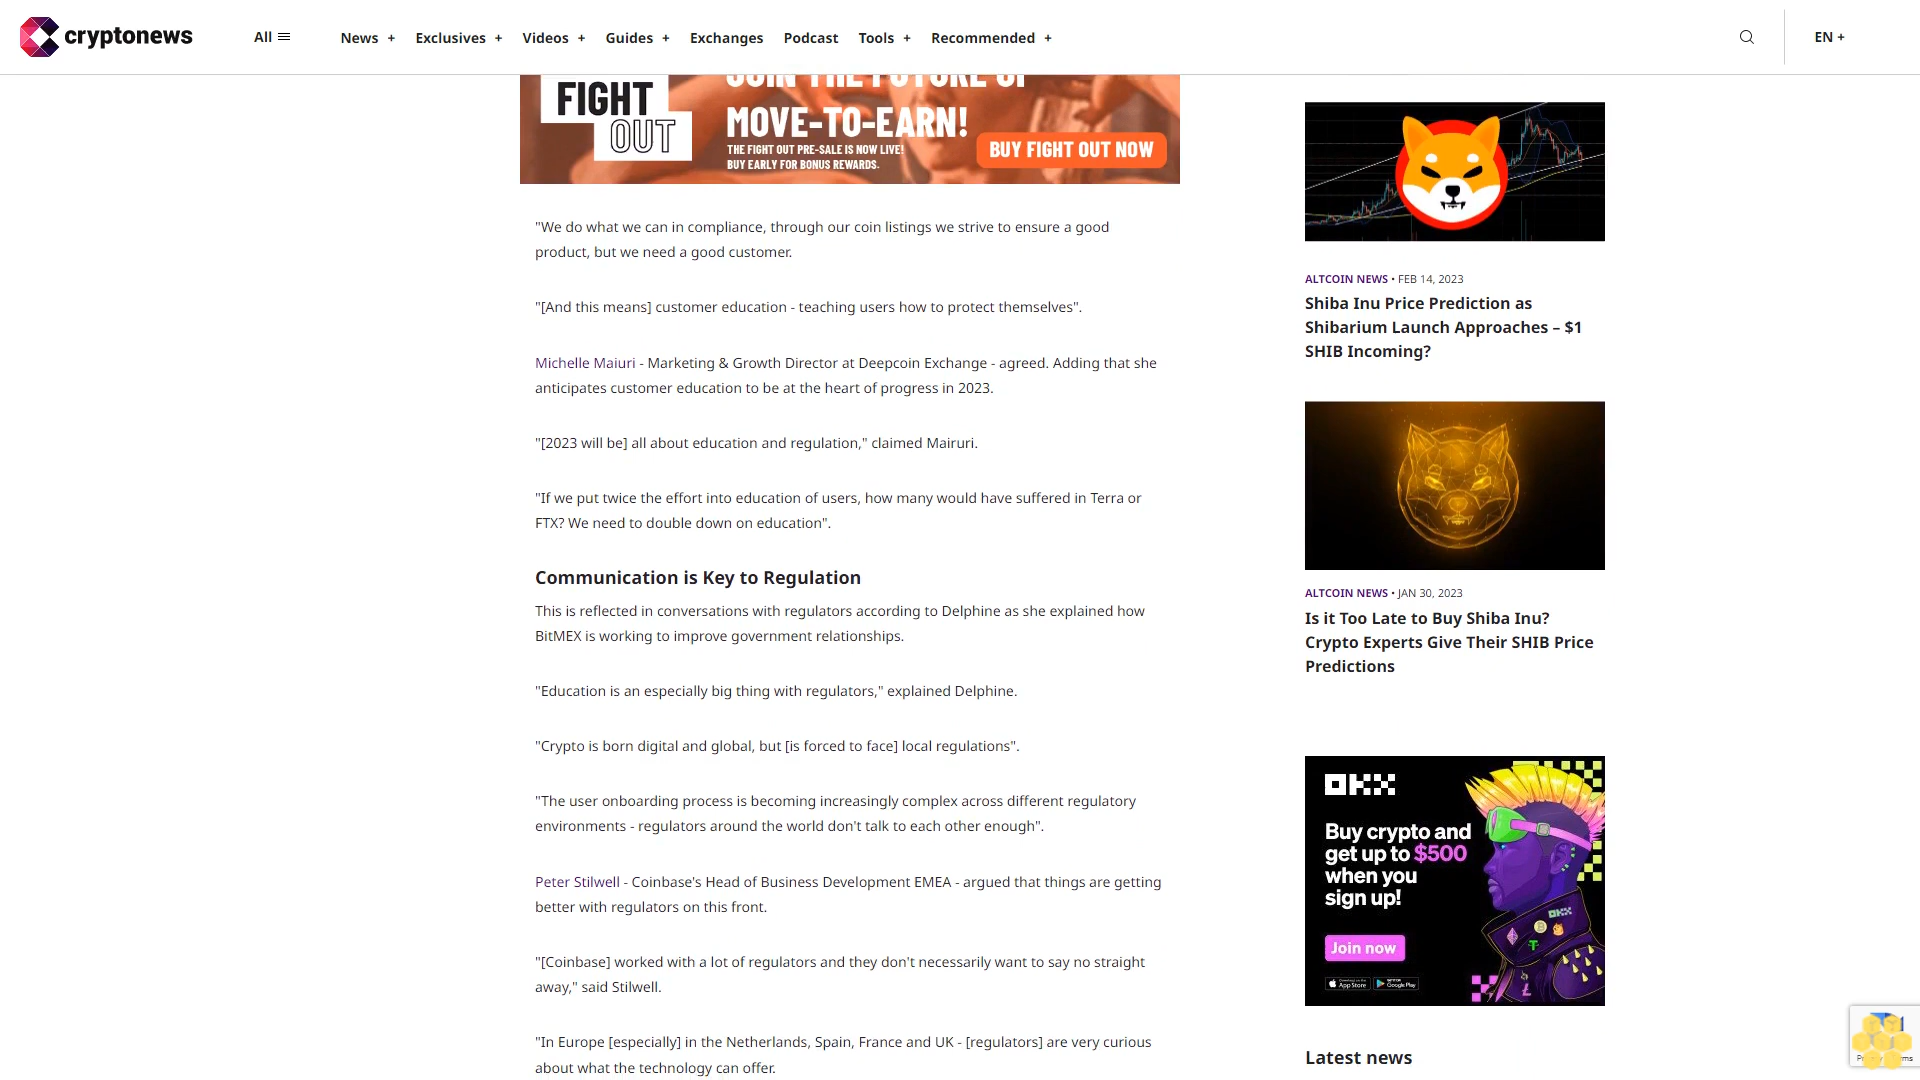 cryptonews
All
News +
Exclusives +
Videos +
Guides +
Exchanges
Podcast
Tools +
Recommended +
EN +
FIGHT
OUT
MOVE-TO-EARN!
THE FIGHT OUT PRE-SALE IS NOW LIVE!
BUY EARLY FOR BONUS REWARDS.
BUY FIGHT OUT NOW
"We do what we can in compliance, through our coin listings we strive to ensure a good
product, but we need a good customer.
"[And this means] customer education - teaching users how to protect themselves".
Michelle Maiuri - Marketing & Growth Director at Deepcoin Exchange - agreed. Adding that she
anticipates customer education to be at the heart of progress in 2023.
"[2023 will be] all about education and regulation," claimed Mairuri.
"If we put twice the effort into education of users, how many would have suffered in Terra or
FTX? We need to double down on education".
Communication is Key to Regulation
This is reflected in conversations with regulators according to Delphine as she explained how
BitMEX is working to improve government relationships.
"Education is an especially big thing with regulators," explained Delphine.
"Crypto is born digital and global, but [is forced to face] local regulations".
"The user onboarding process is becoming increasingly complex across different regulatory
environments - regulators around the world don't talk to each other enough".
Peter Stilwell - Coinbase's Head of Business Development EMEA - argued that things are getting
better with regulators on this front.
"[Coinbase] worked with a lot of regulators and they don't necessarily want to say no straight
away," said Stilwell.
"In Europe [especially] in the Netherlands, Spain, France and UK - [regulators] are very curious
about what the technology can offer.
ALTCOIN NEWS • FEB 14, 2023
Shiba Inu Price Prediction as
Shibarium Launch Approaches – $1
SHIB Incoming?
ALTCOIN NEWS • JAN 30, 2023
Is it Too Late to Buy Shiba Inu?
Crypto Experts Give Their SHIB Price
Predictions
OKX
Buy crypto and
get up to $500
when you
sign up!
Join now
App Store
Google Play
OKX
Latest news